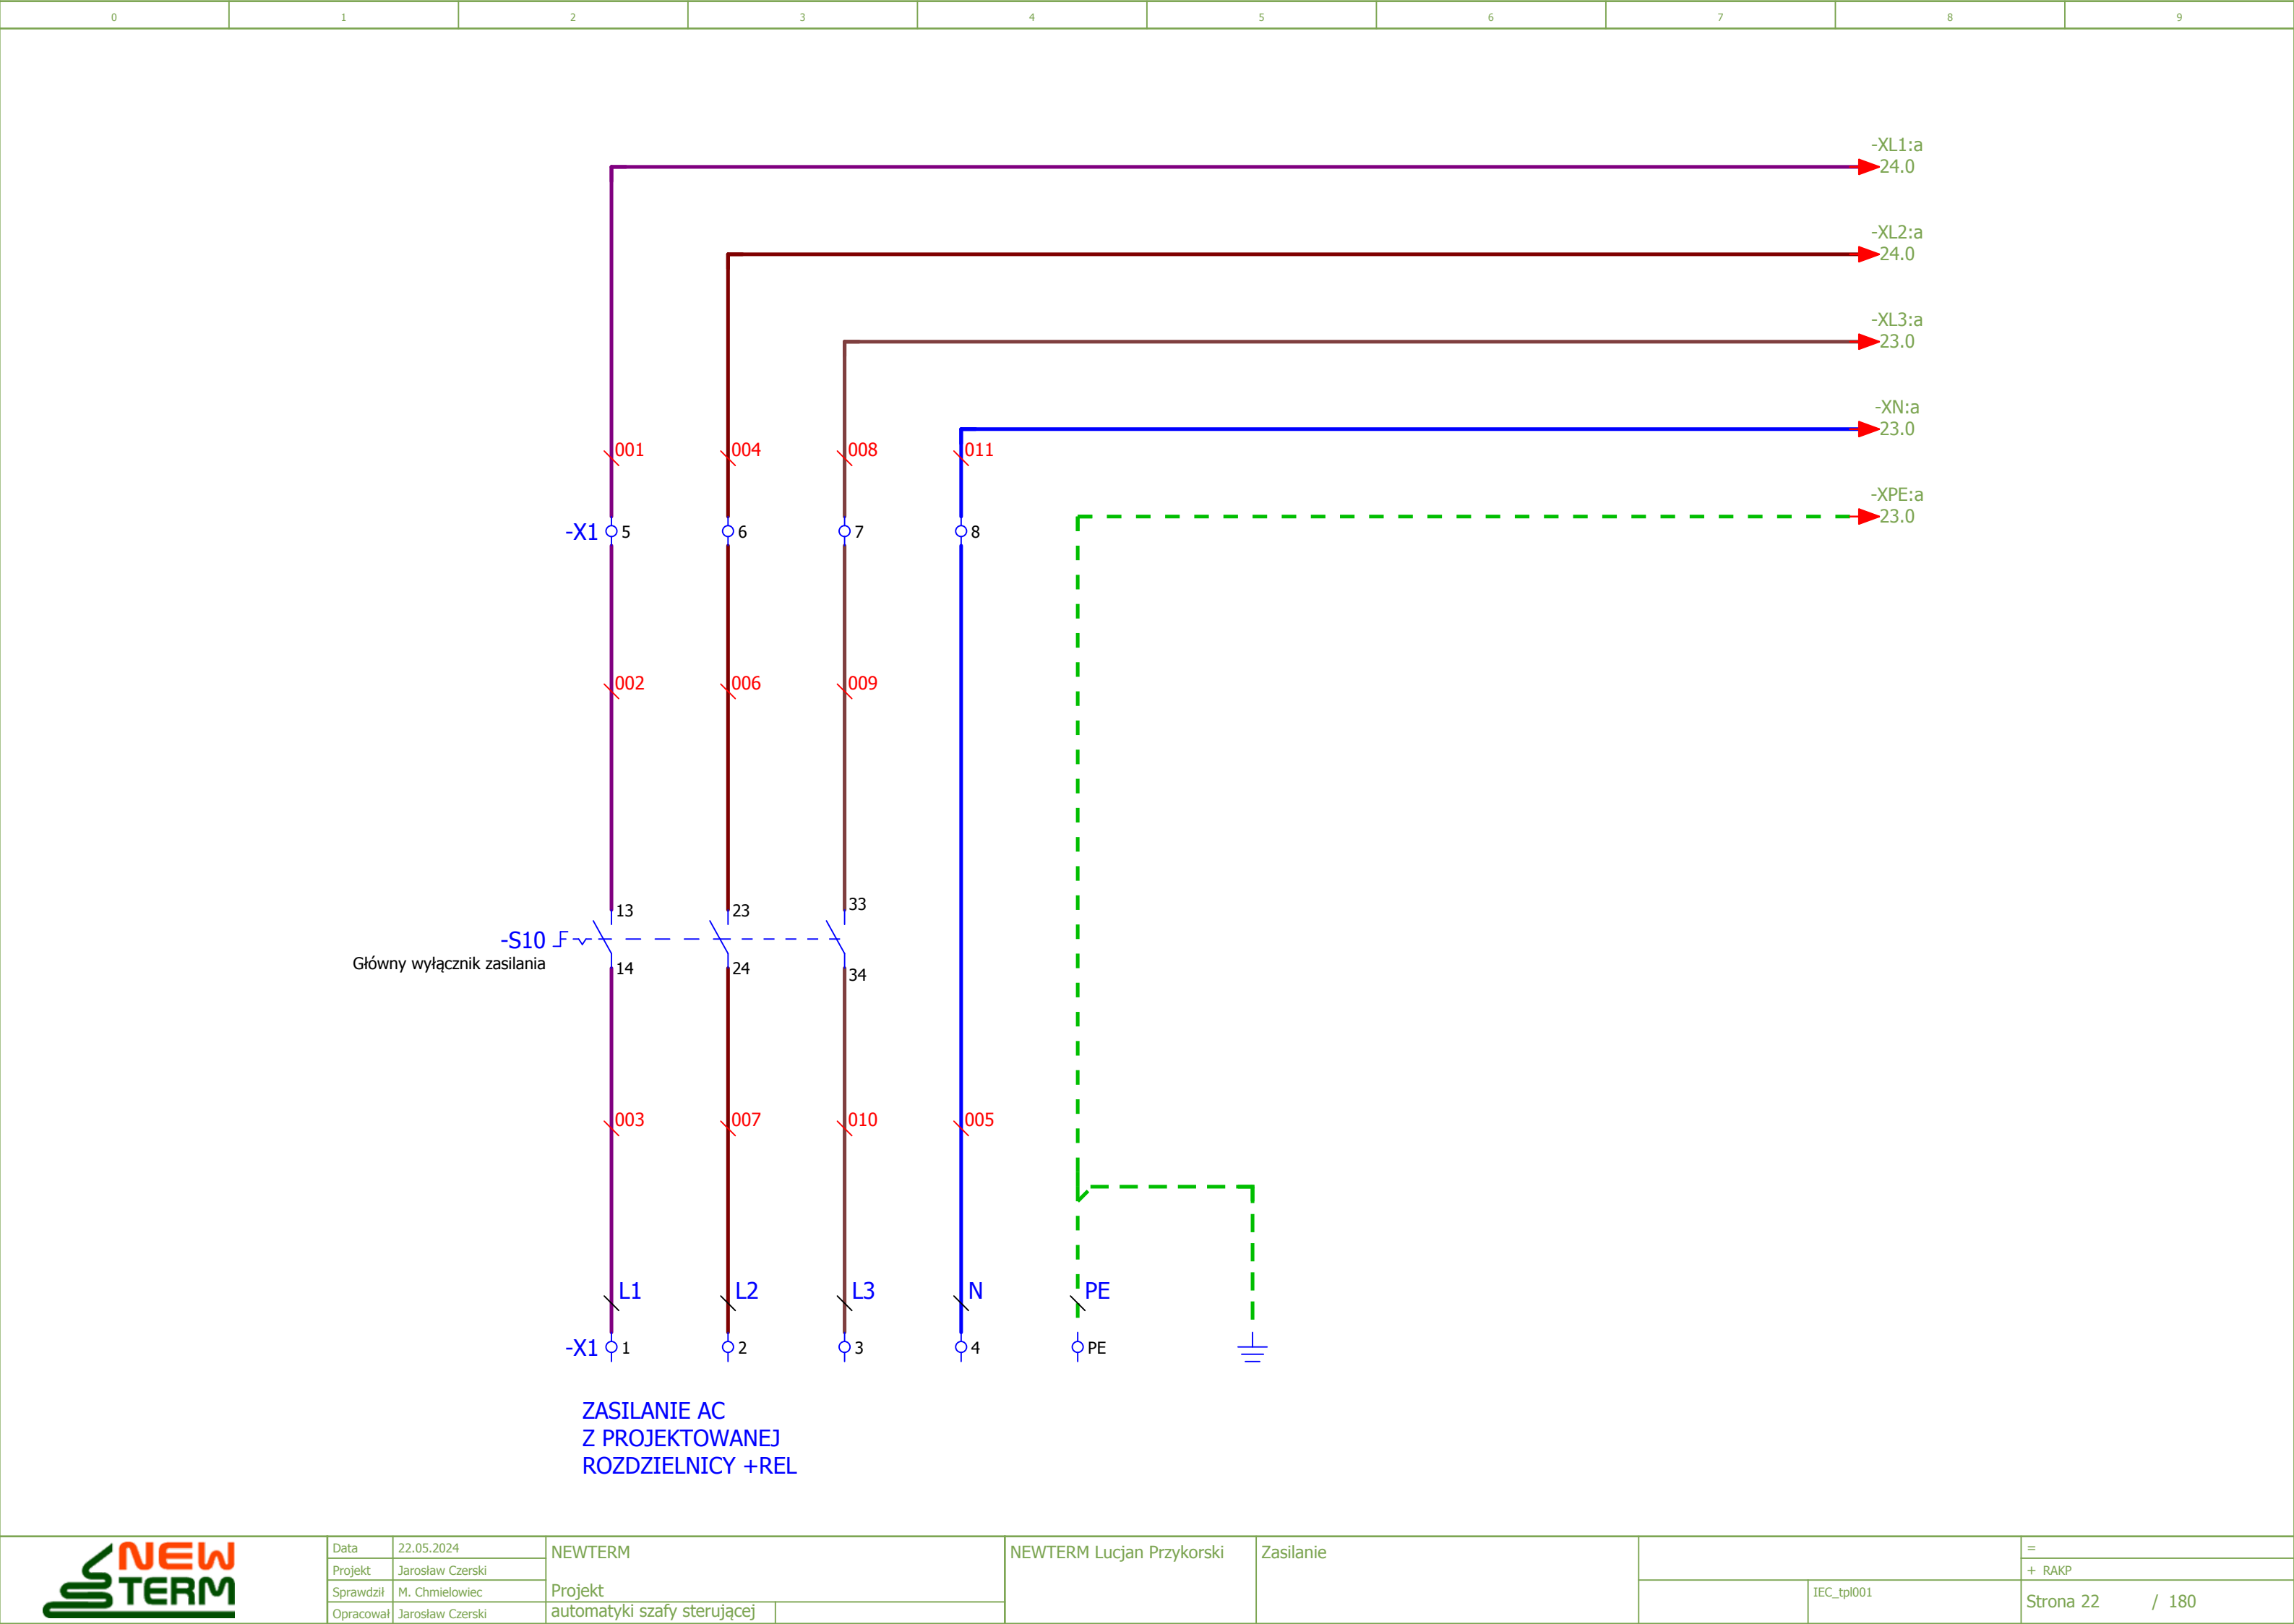 0 1 2 3 4 5 6 7 8 9
-XL1:a
24.0
-XL2:a
24.0
-XL3:a
23.0
-XN:a
23.0
001 004 008 011
-XPE:a
23.0
-X1 5 6 7 8
002 006 009
13 23 33
-S10
Główny wyłącznik zasilania
14 24 34
003 007 010 005
L1 L2 L3 N PE
-X1 1 2 3 4 PE
ZASILANIE AC
Z PROJEKTOWANEJ
ROZDZIELNICY +REL
NEW
TERM
Data 22.05.2024
Projekt Jarosław Czerski
Sprawdził M. Chmielowiec
Opracował Jarosław Czerski
NEWTERM
Projekt
automatyki szafy sterującej
NEWTERM Lucjan Przykorski
Zasilanie
IEC_tpl001
=
+ RAKP
Strona 22 / 180